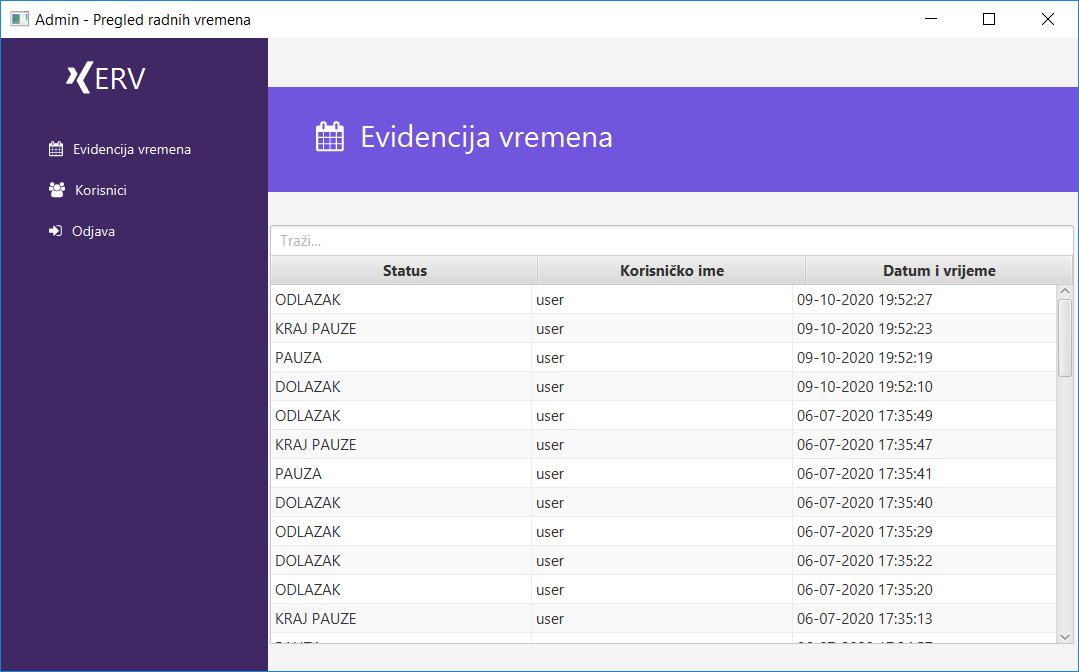 Admin - Pregled radnih vremena
ERV
Evidencija vremena
Korisnici
Odjava
Evidencija vremena
Traži...
Status Korisničko ime Datum i vrijeme
ODLAZAK user 09-10-2020 19:52:27
KRAJ PAUZE user 09-10-2020 19:52:23
PAUZA user 09-10-2020 19:52:19
DOLAZAK user 09-10-2020 19:52:10
ODLAZAK user 06-07-2020 17:35:49
KRAJ PAUZE user 06-07-2020 17:35:47
PAUZA user 06-07-2020 17:35:41
DOLAZAK user 06-07-2020 17:35:40
ODLAZAK user 06-07-2020 17:35:29
DOLAZAK user 06-07-2020 17:35:22
ODLAZAK user 06-07-2020 17:35:20
KRAJ PAUZE user 06-07-2020 17:35:13